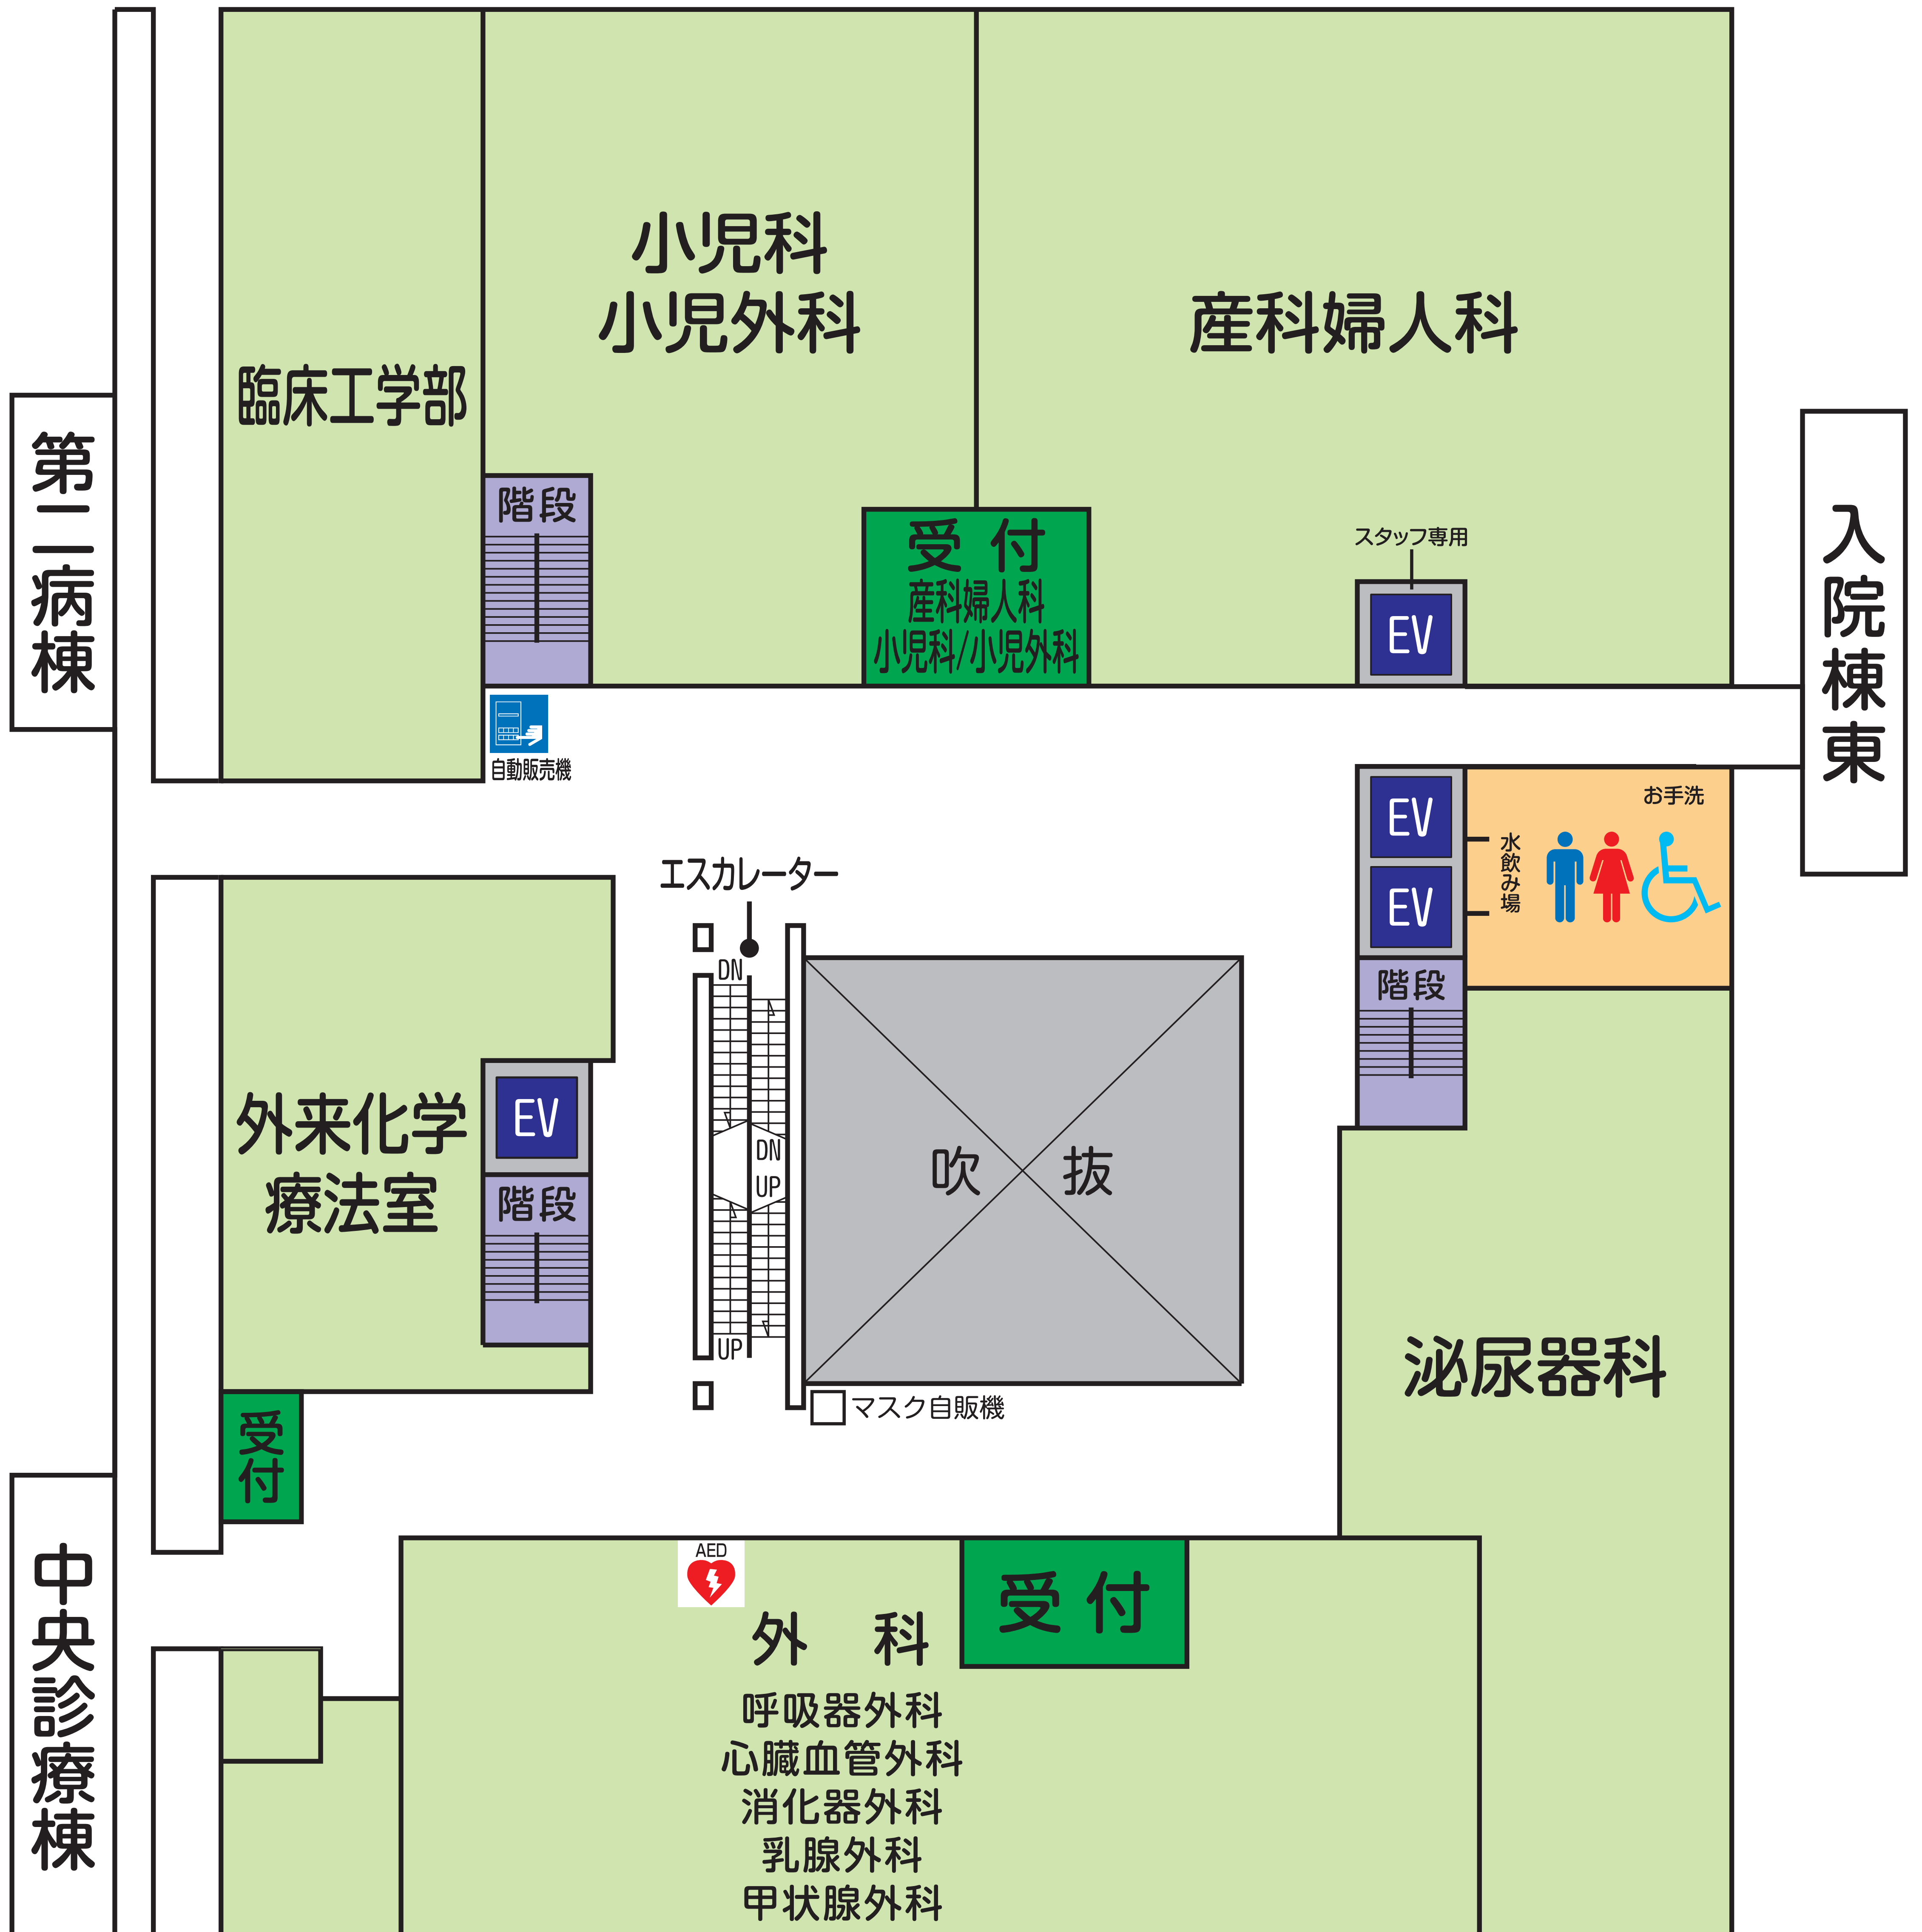 小児科
小児外科
産科婦人科
臨床工学部
第二病棟
入院棟東
階段
受 付
産科婦人科
小児科/小児外科
スタッフ専用
EV
自動販売機
EV
EV
お手洗
水飲み場
階段
エスカレーター
DN
DN
UP
UP
吹 抜
マスク自販機
外来化学
療法室
EV
階段
受付
泌尿器科
中央診療棟
AED
受 付
外 科
呼吸器外科
心臓血管外科
消化器外科
乳腺外科
甲状腺外科